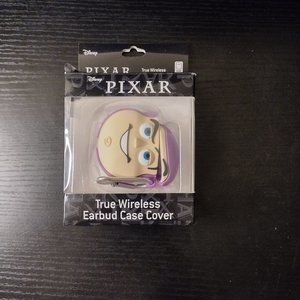 Disney
PIXAR
True Wireless
Disney
PIXAR
True Wireless
Earbud Case Cover